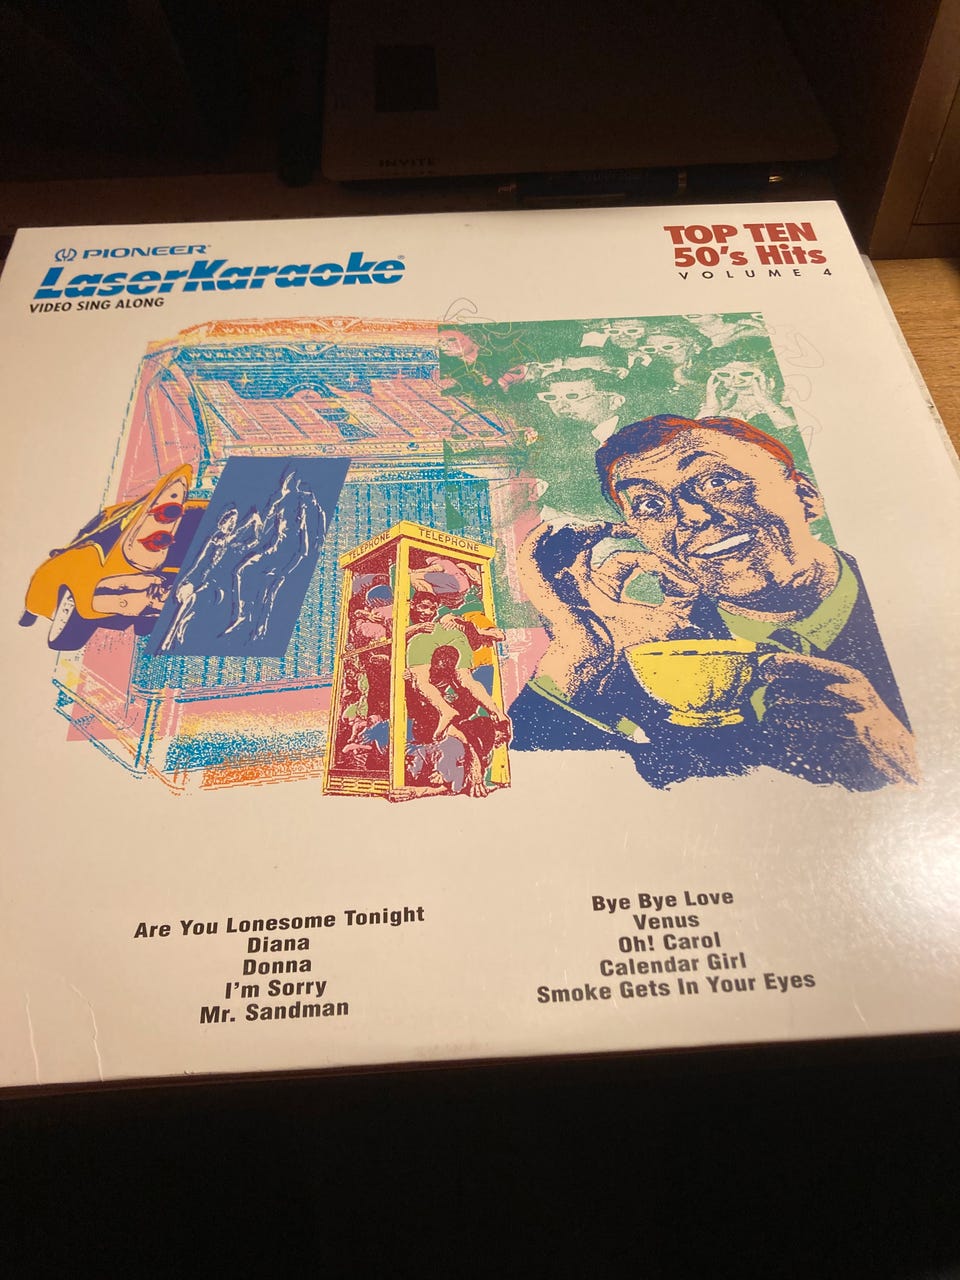 INVITE
PIONEER®
LaserKaraoke®
VIDEO SING ALONG
TOP TEN
50's Hits
VOLUME 4
WURLITZER
TELEPHONE
TELEPHONE
Are You Lonesome Tonight
Diana
Donna
I'm Sorry
Mr. Sandman
Bye Bye Love
Venus
Oh! Carol
Calendar Girl
Smoke Gets In Your Eyes